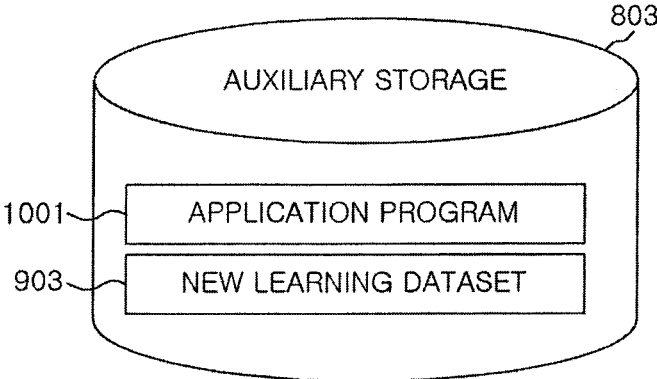 803
AUXILIARY STORAGE
1001 APPLICATION PROGRAM
903 NEW LEARNING DATASET